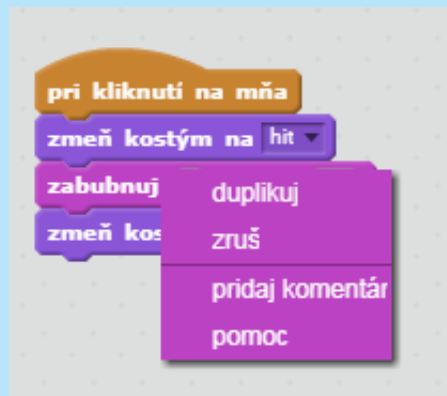 pri kliknutí na mňa
zmeň kostým na hit
zabubnuj
zmeň kos
duplikuj
zruš
pridaj komentár
pomoc